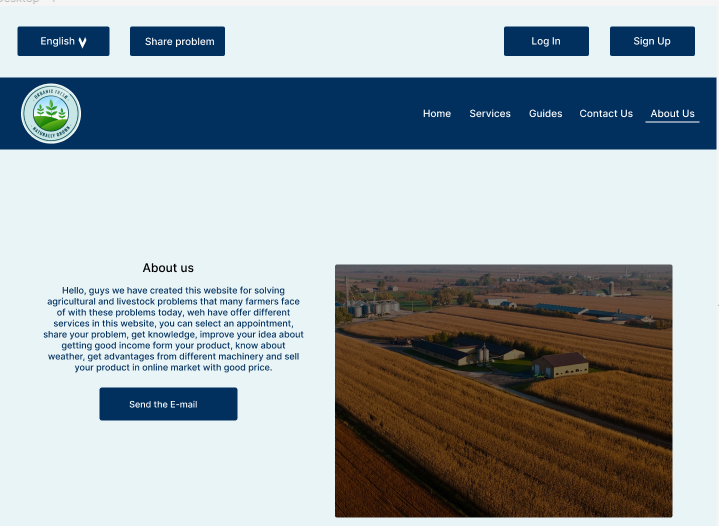 English
Share problem
Log In
Sign Up
ORGANIC FRESH
NATURALLY GROWN
Home
Services
Guides
Contact Us
About Us
About us
Hello, guys we have created this website for solving
agricultural and livestock problems that many farmers face
of with these problems today, weh have offer different
services in this website, you can select an appointment,
share your problem, get knowledge, improve your idea about
getting good income form your product, know about
weather, get advantages from different machinery and sell
your product in online market with good price.
Send the E-mail